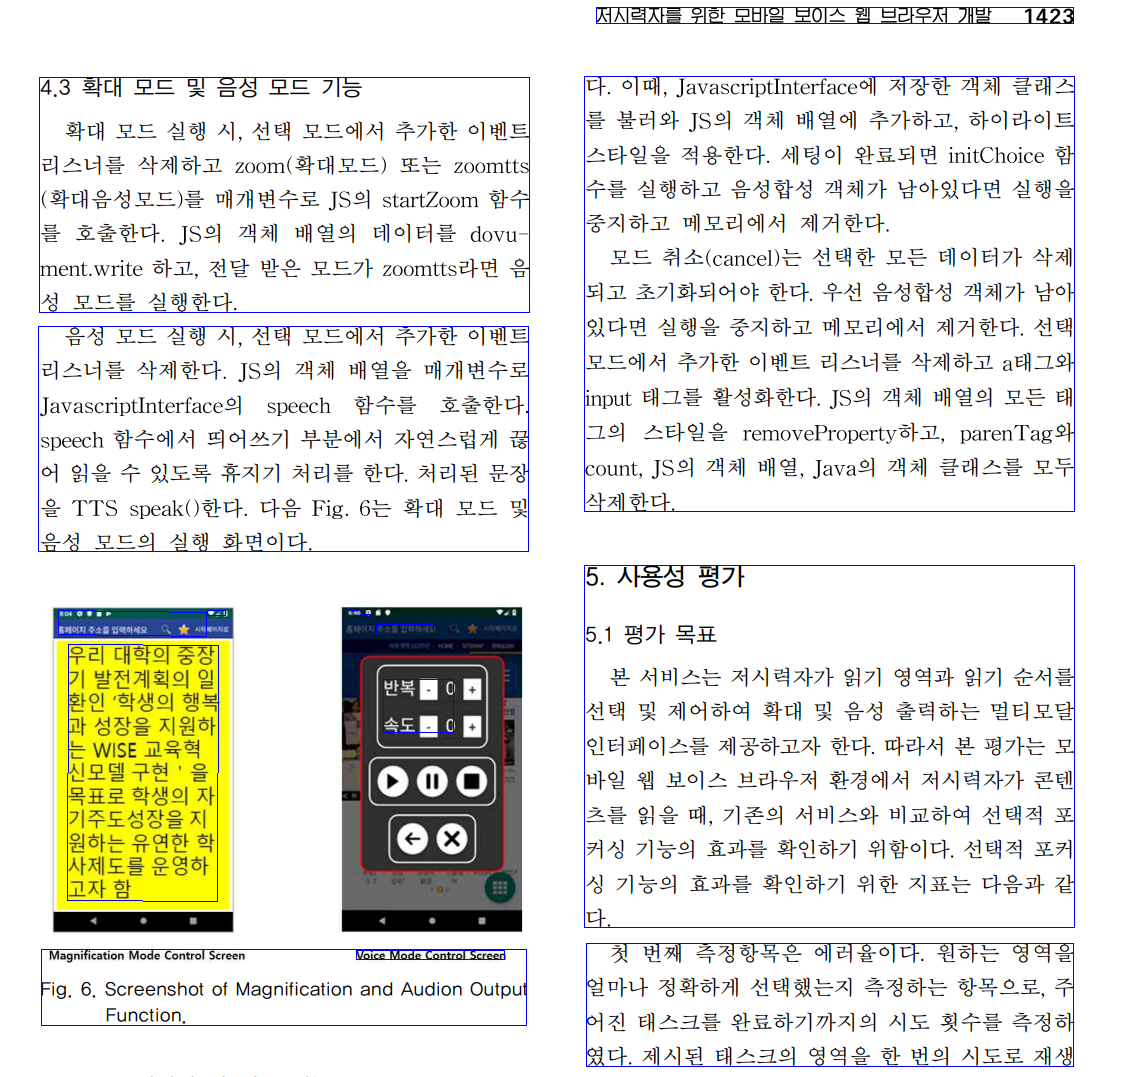 저시력자를 위한 모바일 보이스 웹 브라우저 개발 1423
4.3 확대 모드 및 음성 모드 기능
확대 모드 실행 시, 선택 모드에서 추가한 이벤트
리스너를 삭제하고 zoom(확대모드) 또는 zoomtts
(확대음성모드)를 매개변수로 JS의 startZoom 함수
를 호출한다. JS의 객체 배열의 데이터를 dovu-
ment.write 하고, 전달 받은 모드가 zoomtts라면 음
성 모드를 실행한다.
음성 모드 실행 시, 선택 모드에서 추가한 이벤트
리스너를 삭제한다. JS의 객체 배열을 매개변수로
JavascriptInterface의 speech 함수를 호출한다.
speech 함수에서 띄어쓰기 부분에서 자연스럽게 끊
어 읽을 수 있도록 휴지기 처리를 한다. 처리된 문장
을 TTS speak()한다. 다음 Fig. 6는 확대 모드 및
음성 모드의 실행 화면이다.
8:04
홈페이지 주소를 입력하세요 시작페이지로
우리 대학의 중장
기 발전계획의 일
환인 '학생의 행복
과 성장을 지원하
는 WISE 교육혁
신모델 구현 ' 을
목표로 학생의 자
기주도성장을 지
원하는 유연한 학
사제도를 운영하
고자 함
홈페이지 주소를 입력하세요 시작페이지로
HOME SITEMAP ENGLISH
반복 - 0 +
속도 - 0 +
Magnification Mode Control Screen
Voice Mode Control Screen
Fig. 6. Screenshot of Magnification and Audion Output
Function.
다. 이때, JavascriptInterface에 저장한 객체 클래스
를 불러와 JS의 객체 배열에 추가하고, 하이라이트
스타일을 적용한다. 세팅이 완료되면 initChoice 함
수를 실행하고 음성합성 객체가 남아있다면 실행을
중지하고 메모리에서 제거한다.
모드 취소(cancel)는 선택한 모든 데이터가 삭제
되고 초기화되어야 한다. 우선 음성합성 객체가 남아
있다면 실행을 중지하고 메모리에서 제거한다. 선택
모드에서 추가한 이벤트 리스너를 삭제하고 a태그와
input 태그를 활성화한다. JS의 객체 배열의 모든 태
그의 스타일을 removeProperty하고, parenTag와
count, JS의 객체 배열, Java의 객체 클래스를 모두
삭제한다.
5. 사용성 평가
5.1 평가 목표
본 서비스는 저시력자가 읽기 영역과 읽기 순서를
선택 및 제어하여 확대 및 음성 출력하는 멀티모달
인터페이스를 제공하고자 한다. 따라서 본 평가는 모
바일 웹 보이스 브라우저 환경에서 저시력자가 콘텐
츠를 읽을 때, 기존의 서비스와 비교하여 선택적 포
커싱 기능의 효과를 확인하기 위함이다. 선택적 포커
싱 기능의 효과를 확인하기 위한 지표는 다음과 같
다.
첫 번째 측정항목은 에러율이다. 원하는 영역을
얼마나 정확하게 선택했는지 측정하는 항목으로, 주
어진 태스크를 완료하기까지의 시도 횟수를 측정하
였다. 제시된 태스크의 영역을 한 번의 시도로 재생